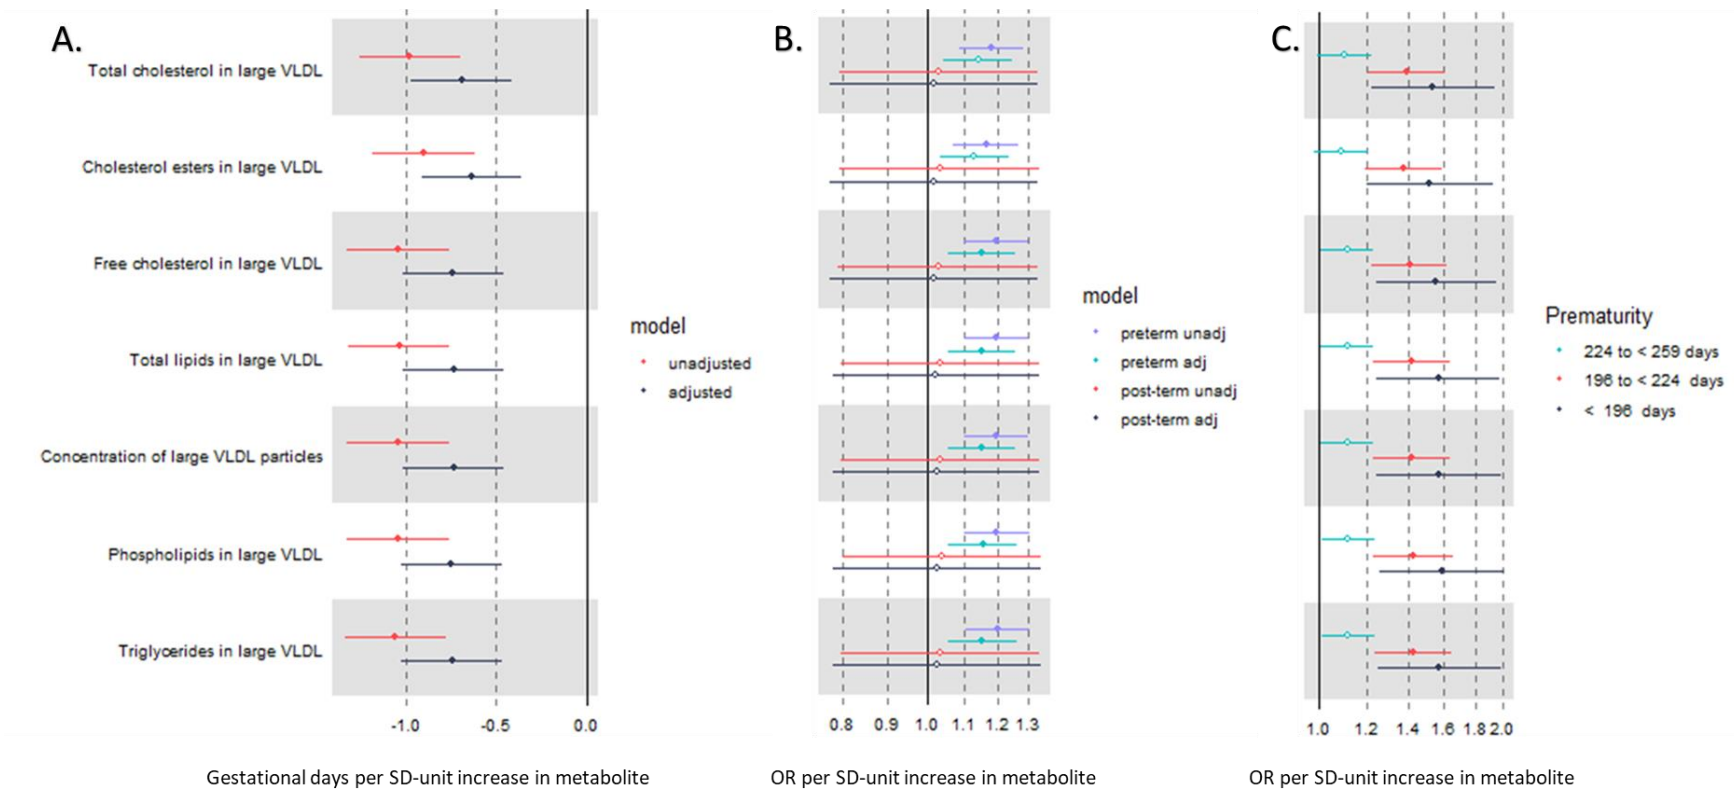 A.
Total cholesterol in large VLDL
Cholesterol esters in large VLDL
Free cholesterol in large VLDL
Total lipids in large VLDL
Concentration of large VLDL particles
Phospholipids in large VLDL
Triglycerides in large VLDL
-1.0 -0.5 0.0
Gestational days per SD-unit increase in metabolite
model
unadjusted
adjusted
B.
0.8 0.9 1.0 1.1 1.2 1.3
OR per SD-unit increase in metabolite
model
preterm unadj
preterm adj
post-term unadj
post-term adj
C.
1.0 1.2 1.4 1.6 1.8 2.0
OR per SD-unit increase in metabolite
Prematurity
224 to < 259 days
196 to < 224 days
< 196 days